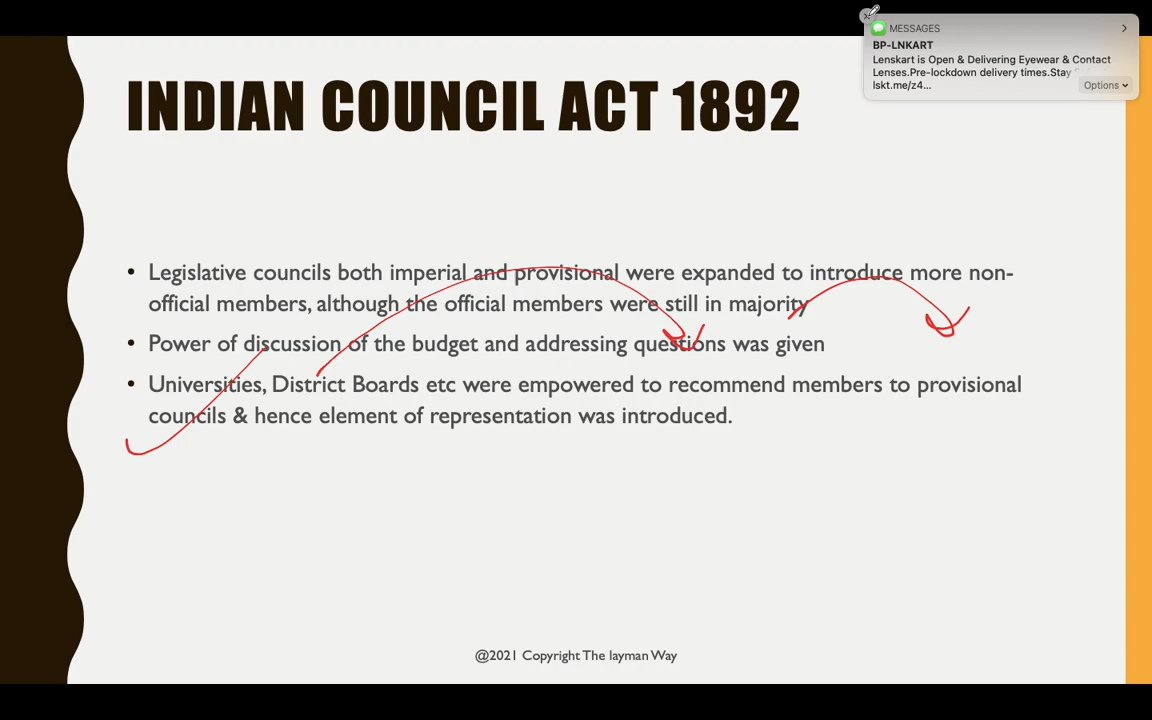 MESSAGES
BP-LNKART
Lenskart is Open & Delivering Eyewear & Contact
Lenses.Pre-lockdown delivery times.Stay
lskt.me/z4...
Options
INDIAN COUNCIL ACT 1892
• Legislative councils both imperial and provisional were expanded to introduce more non-
official members, although the official members were still in majority
• Power of discussion of the budget and addressing questions was given
• Universities, District Boards etc were empowered to recommend members to provisional
councils & hence element of representation was introduced.
@2021 Copyright The layman Way